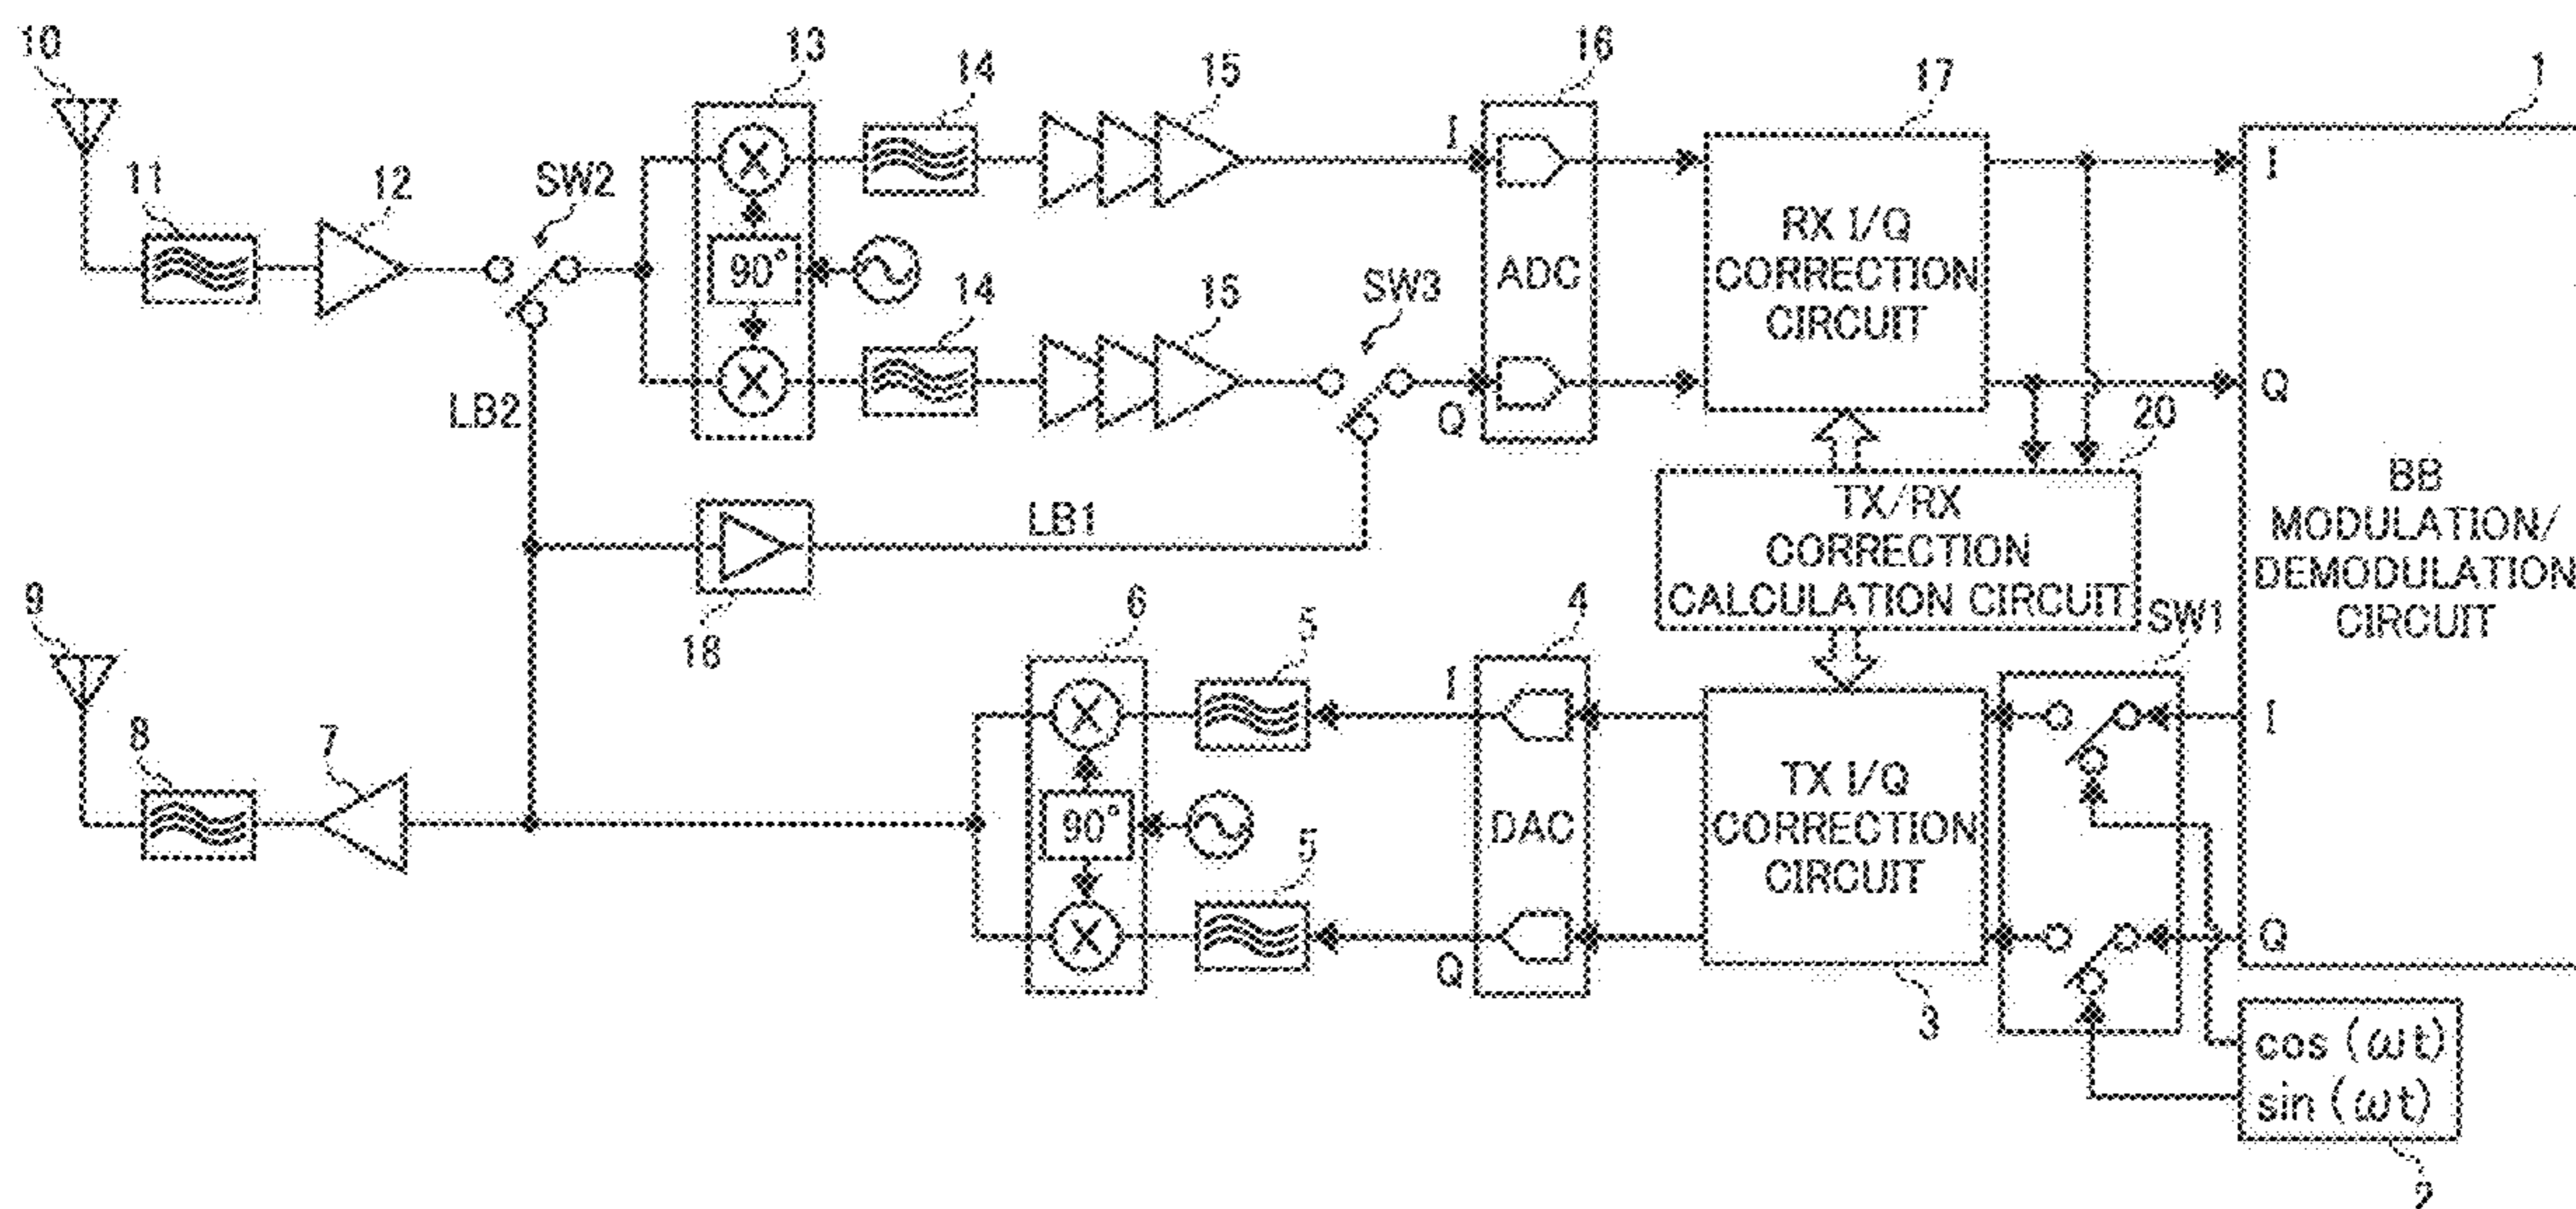 10
13
14
15
16
17
1
11
12
SW2
I
I
RX I/Q
CORRECTION
CIRCUIT
90°
ADC
14
15
SW3
LB2
Q
Q
20
BB
MODULATION/
DEMODULATION
CIRCUIT
TX/RX
CORRECTION
CALCULATION CIRCUIT
LB1
18
9
6
5
4
SW1
I
I
8
7
90°
DAC
TX I/Q
CORRECTION
CIRCUIT
5
Q
Q
3
cos (ωt)
sin (ωt)
2